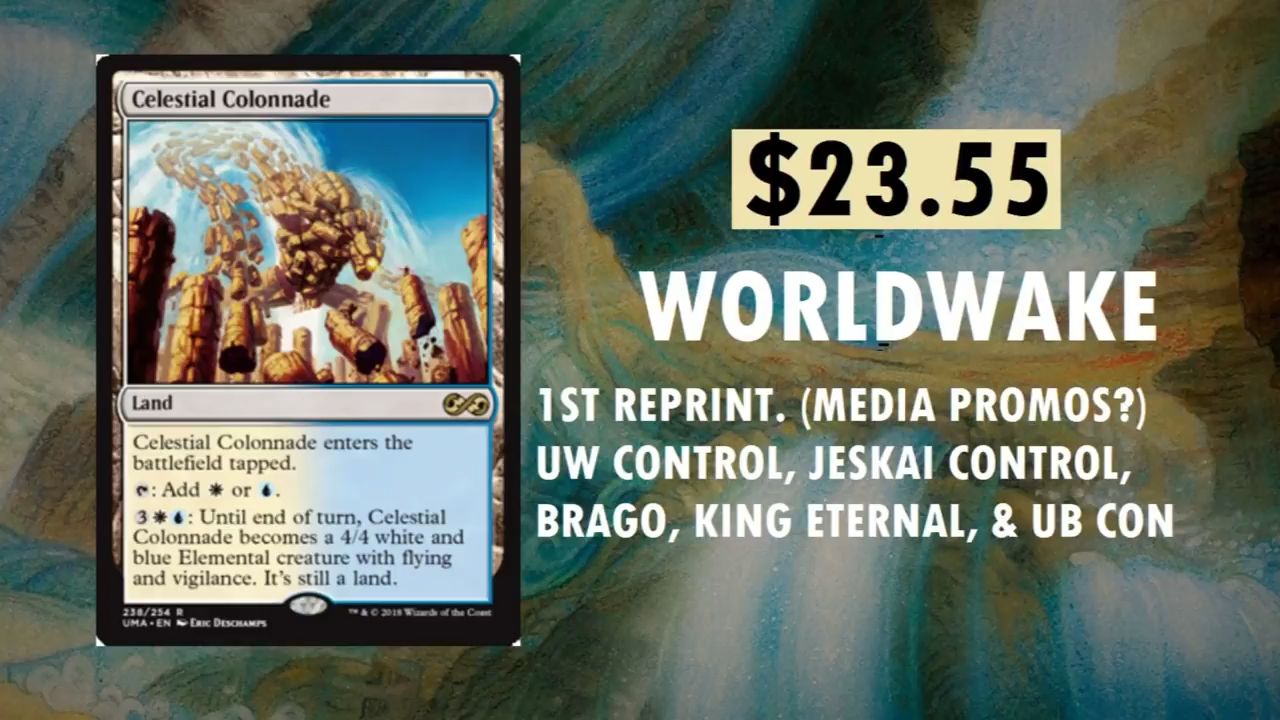 Celestial Colonnade
Land
Celestial Colonnade enters the
battlefield tapped.
: Add or .
3 : Until end of turn, Celestial
Colonnade becomes a 4/4 white and
blue Elemental creature with flying
and vigilance. It's still a land.
238/254 R
UMA • EN Eric Deschamps
™ & © 2018 Wizards of the Coast
$23.55
WORLDWAKE
1ST REPRINT. (MEDIA PROMOS?)
UW CONTROL, JESKAI CONTROL,
BRAGO, KING ETERNAL, & UB CON